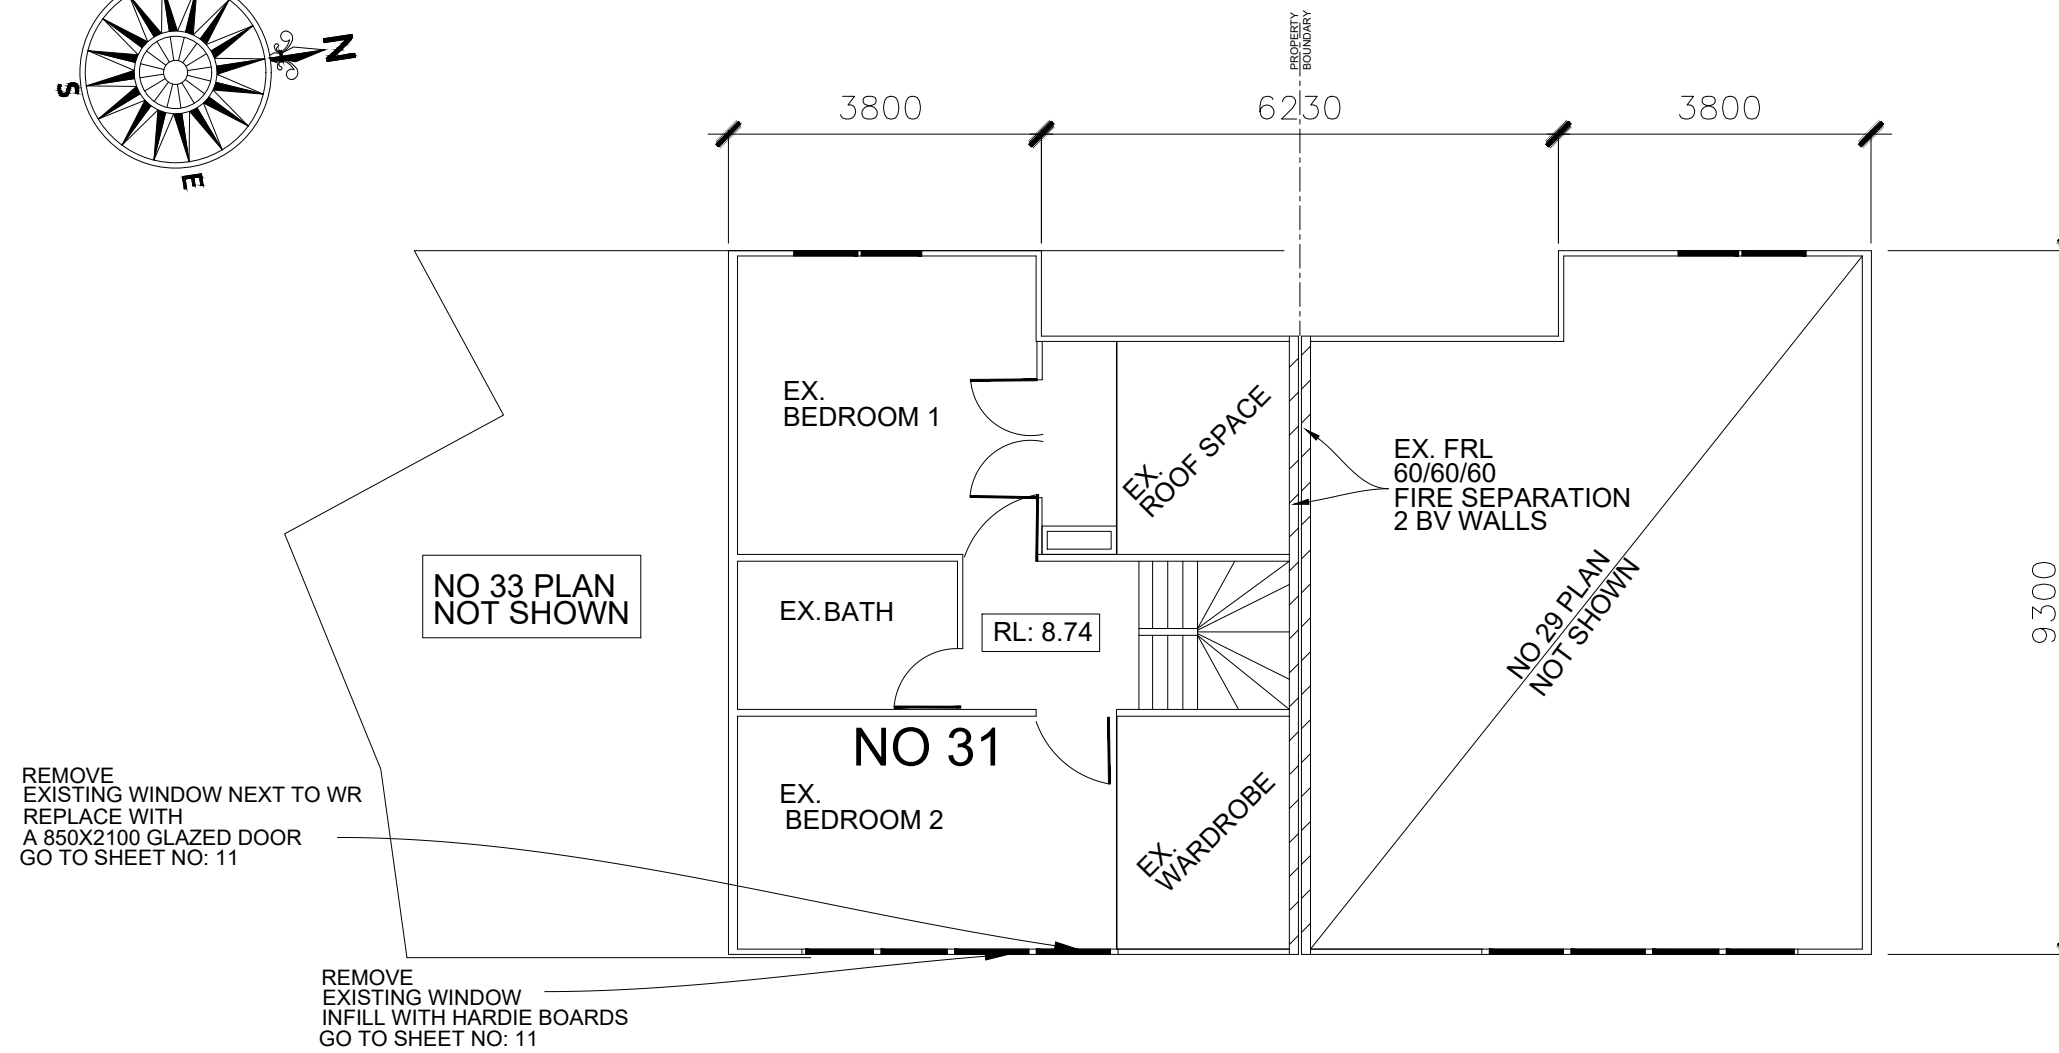 N
S
E
PROPERTY
BOUNDARY
3800
6230
3800
EX.
BEDROOM 1
EX.
ROOF SPACE
EX. FRL
60/60/60
FIRE SEPARATION
2 BV WALLS
NO 33 PLAN
NOT SHOWN
EX. BATH
RL: 8.74
NO 29 PLAN
NOT SHOWN
9300
NO 31
EX.
BEDROOM 2
EX.
WARDROBE
REMOVE
EXISTING WINDOW NEXT TO WR
REPLACE WITH
A 850X2100 GLAZED DOOR
GO TO SHEET NO: 11
REMOVE
EXISTING WINDOW
INFILL WITH HARDIE BOARDS
GO TO SHEET NO: 11